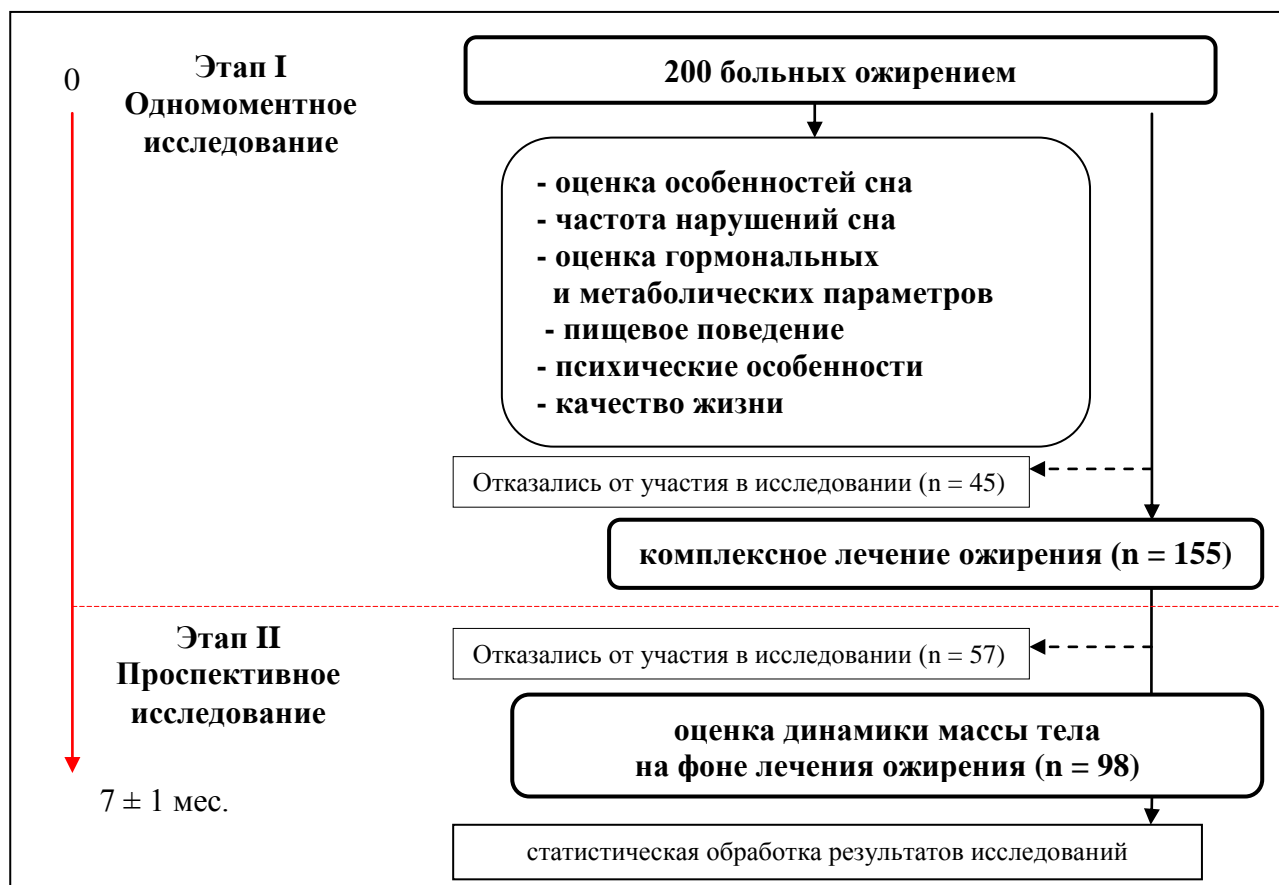 0
Этап I
Одномоментное
исследование
200 больных ожирением
- оценка особенностей сна
- частота нарушений сна
- оценка гормональных
и метаболических параметров
- пищевое поведение
- психические особенности
- качество жизни
Отказались от участия в исследовании (n = 45)
комплексное лечение ожирения (n = 155)
Этап II
Проспективное
исследование
Отказались от участия в исследовании (n = 57)
оценка динамики массы тела
на фоне лечения ожирения (n = 98)
7 ± 1 мес.
статистическая обработка результатов исследований